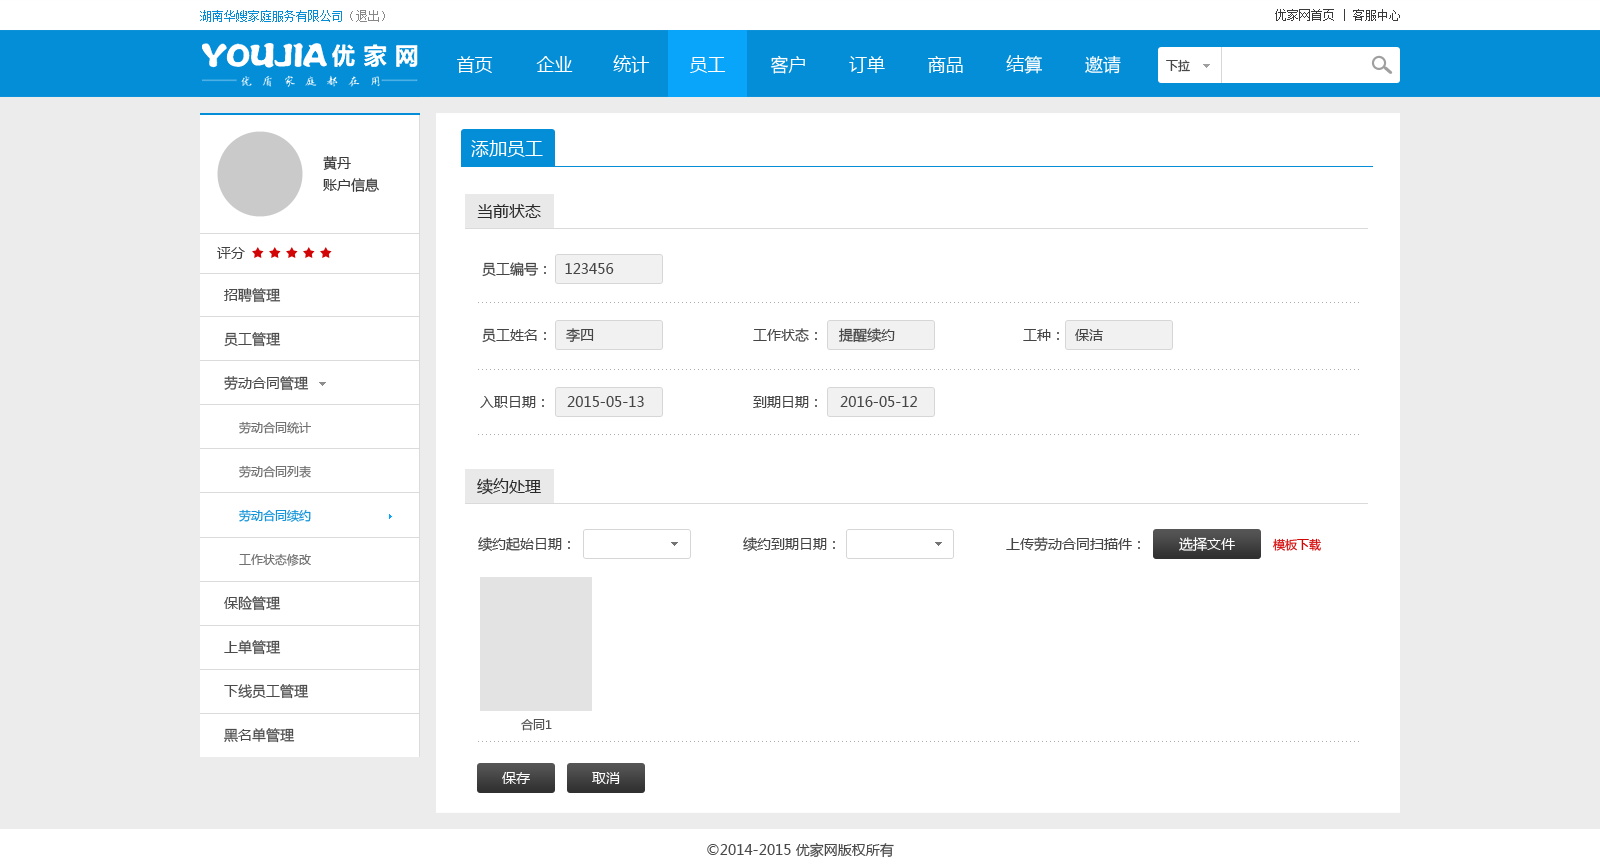 湖南华嫂家庭服务有限公司（退出）
优家网首页 | 客服中心
YOUJIA优家网
优质家庭都在用
首页 企业 统计 员工 客户 订单 商品 结算 邀请
下拉
黄丹
账户信息
评分
招聘管理
员工管理
劳动合同管理
劳动合同统计
劳动合同列表
劳动合同续约
工作状态修改
保险管理
上单管理
下线员工管理
黑名单管理
添加员工
当前状态
员工编号： 123456
员工姓名： 李四 工作状态： 提醒续约 工种： 保洁
入职日期： 2015-05-13 到期日期： 2016-05-12
续约处理
续约起始日期： 续约到期日期： 上传劳动合同扫描件： 选择文件 模板下载
合同1
保存 取消
©2014-2015 优家网版权所有